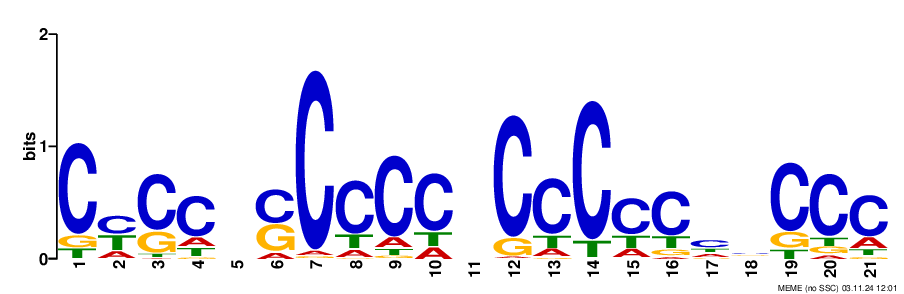 2
bits
1
0
C C C C C C C C C C C C C C C C C C
G T G A G A T A T G T T T T T G T A
T A T T A A T A A A A G A T G T
1 2 3 4 5 6 7 8 9 10 11 12 13 14 15 16 17 18 19 20 21
MEME (no SSC) 03.11.24 12:01